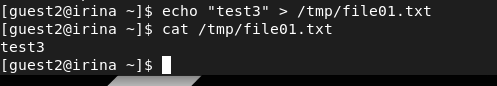 [guest2@irina ~]$ echo "test3" > /tmp/file01.txt
[guest2@irina ~]$ cat /tmp/file01.txt
test3
[guest2@irina ~]$